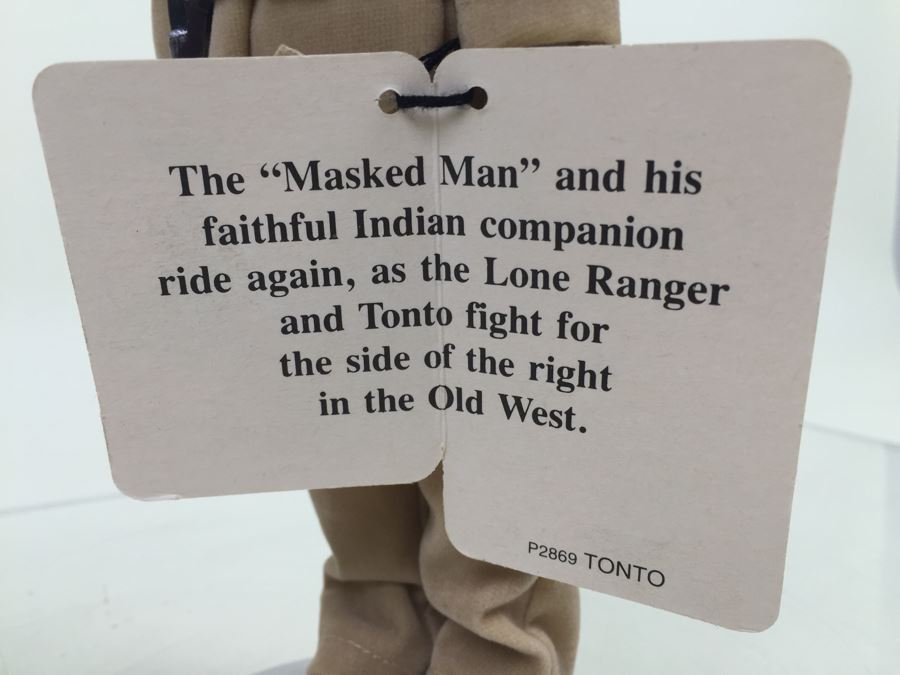 The “Masked Man” and his
faithful Indian companion
ride again, as the Lone Ranger
and Tonto fight for
the side of the right
in the Old West.
P2869 TONTO